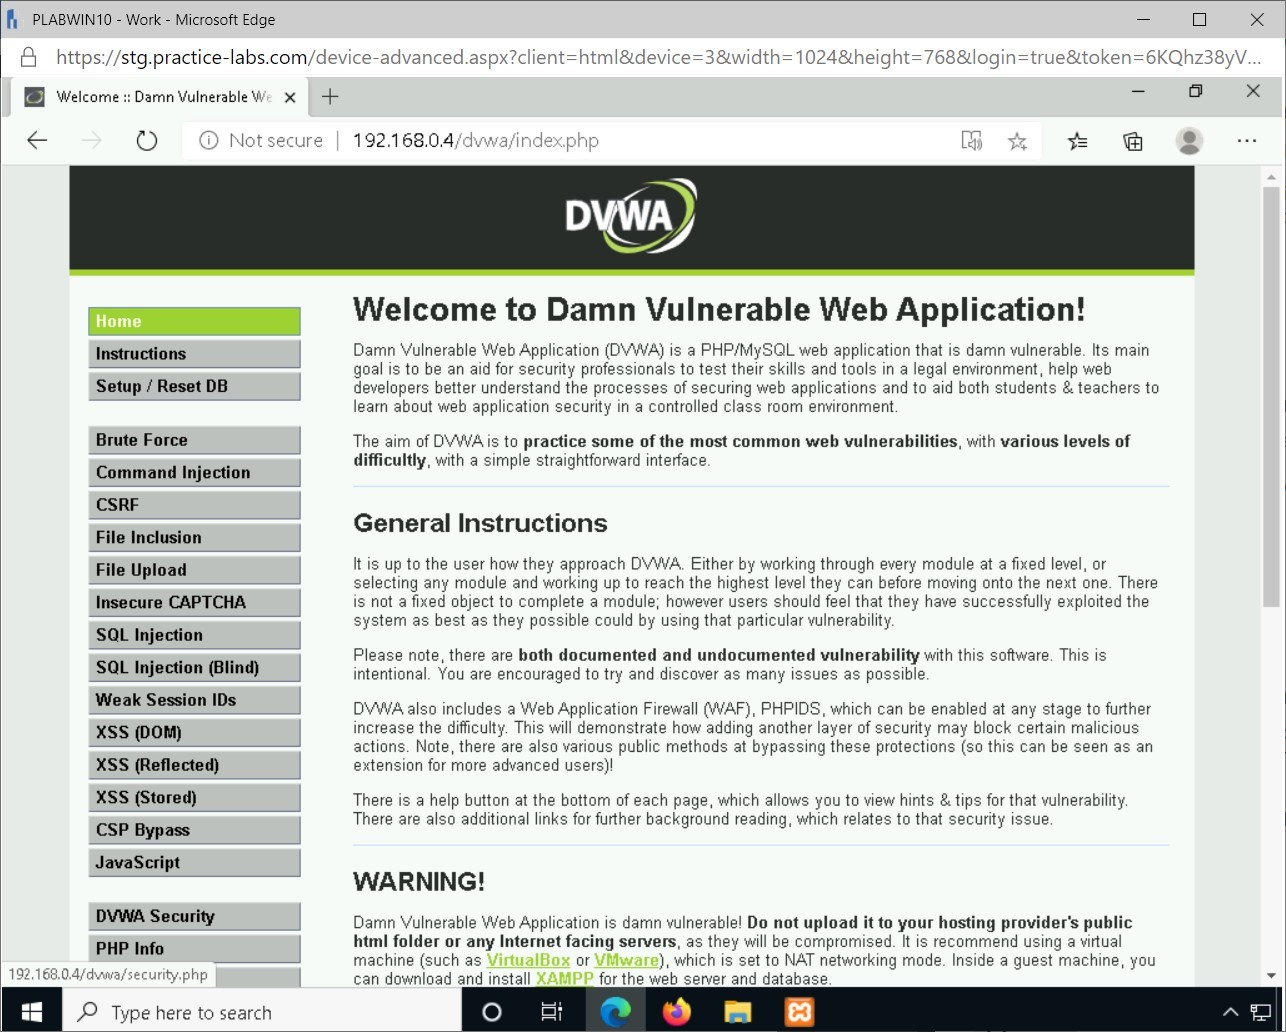 PLABWIN10 - Work - Microsoft Edge
https://stg.practice-labs.com/device-advanced.aspx?client=html&device=3&width=1024&height=768&login=true&token=6KQhz38yV...
Welcome :: Damn Vulnerable We
Not secure | 192.168.0.4/dvwa/index.php
DVWA
Home
Instructions
Setup / Reset DB
Brute Force
Command Injection
CSRF
File Inclusion
File Upload
Insecure CAPTCHA
SQL Injection
SQL Injection (Blind)
Weak Session IDs
XSS (DOM)
XSS (Reflected)
XSS (Stored)
CSP Bypass
JavaScript
DVWA Security
PHP Info
Welcome to Damn Vulnerable Web Application!
Damn Vulnerable Web Application (DVWA) is a PHP/MySQL web application that is damn vulnerable. Its main
goal is to be an aid for security professionals to test their skills and tools in a legal environment, help web
developers better understand the processes of securing web applications and to aid both students & teachers to
learn about web application security in a controlled class room environment.
The aim of DVWA is to practice some of the most common web vulnerabilities, with various levels of
difficultly, with a simple straightforward interface.
General Instructions
It is up to the user how they approach DVWA. Either by working through every module at a fixed level, or
selecting any module and working up to reach the highest level they can before moving onto the next one. There
is not a fixed object to complete a module; however users should feel that they have successfully exploited the
system as best as they possible could by using that particular vulnerability.
Please note, there are both documented and undocumented vulnerability with this software. This is
intentional. You are encouraged to try and discover as many issues as possible.
DVWA also includes a Web Application Firewall (WAF), PHPIDS, which can be enabled at any stage to further
increase the difficulty. This will demonstrate how adding another layer of security may block certain malicious
actions. Note, there are also various public methods at bypassing these protections (so this can be seen as an
extension for more advanced users)!
There is a help button at the bottom of each page, which allows you to view hints & tips for that vulnerability.
There are also additional links for further background reading, which relates to that security issue.
WARNING!
Damn Vulnerable Web Application is damn vulnerable! Do not upload it to your hosting provider's public
html folder or any Internet facing servers, as they will be compromised. It is recommend using a virtual
machine (such as VirtualBox or VMware), which is set to NAT networking mode. Inside a guest machine, you
can download and install XAMPP for the web server and database.
192.168.0.4/dvwa/security.php
Type here to search